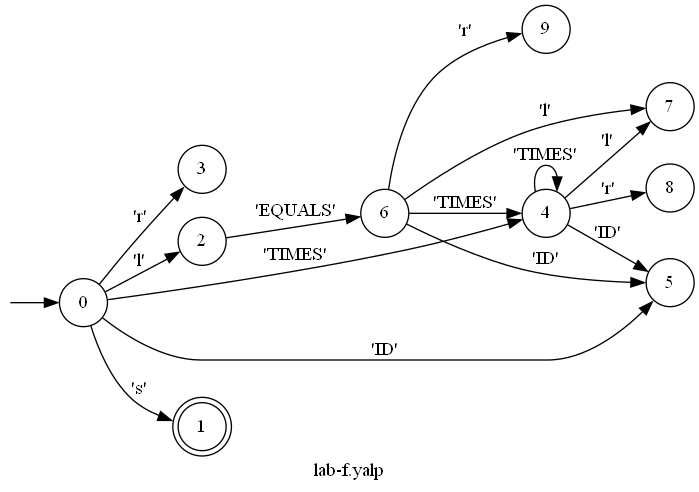 'r'
9
'l'
7
'TIMES'
'l'
3
'r'
8
'r'
'EQUALS'
6
'TIMES'
4
'ID'
2
'l'
'TIMES'
'ID'
5
0
'ID'
's'
1
lab-f.yalp